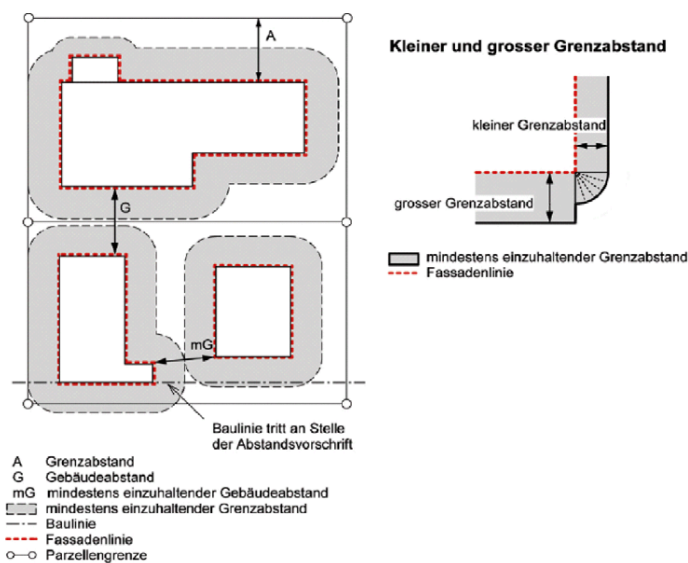 A
G
mG
Baulinie tritt an Stelle
der Abstandsvorschrift
A Grenzabstand
G Gebäudeabstand
mG mindestens einzuhaltender Gebäudeabstand
mindestens einzuhaltender Grenzabstand
Baulinie
Fassadenlinie
Parzellengrenze
Kleiner und grosser Grenzabstand
kleiner Grenzabstand
grosser Grenzabstand
mindestens einzuhaltender Grenzabstand
Fassadenlinie